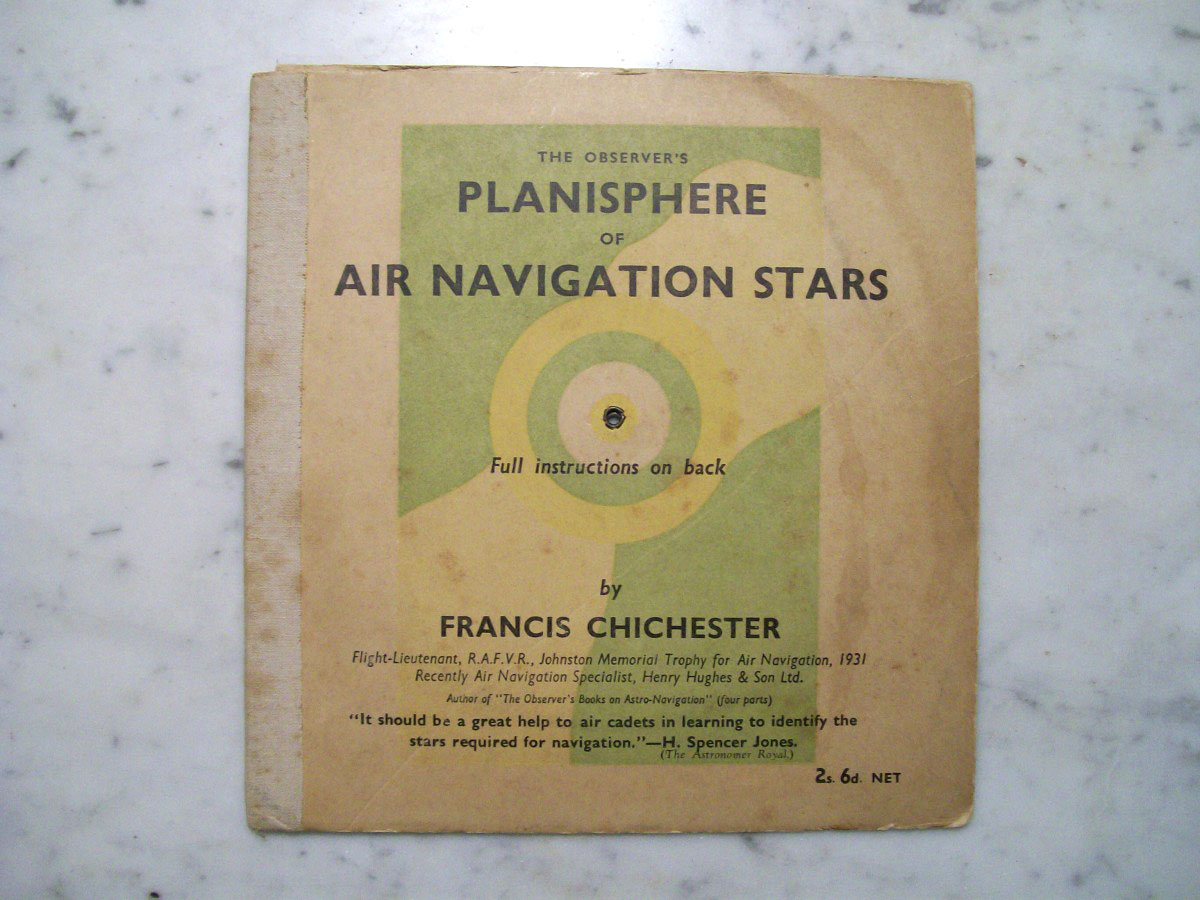 THE OBSERVER'S
PLANISPHERE
OF
AIR NAVIGATION STARS
Full instructions on back
by
FRANCIS CHICHESTER
Flight-Lieutenant, R.A.F.V.R., Johnston Memorial Trophy for Air Navigation, 1931
Recently Air Navigation Specialist, Henry Hughes & Son Ltd.
Author of "The Observer's Books on Astro-Navigation" (four parts)
"It should be a great help to air cadets in learning to identify the
stars required for navigation."—H. Spencer Jones.
(The Astronomer Royal.)
2s. 6d. NET